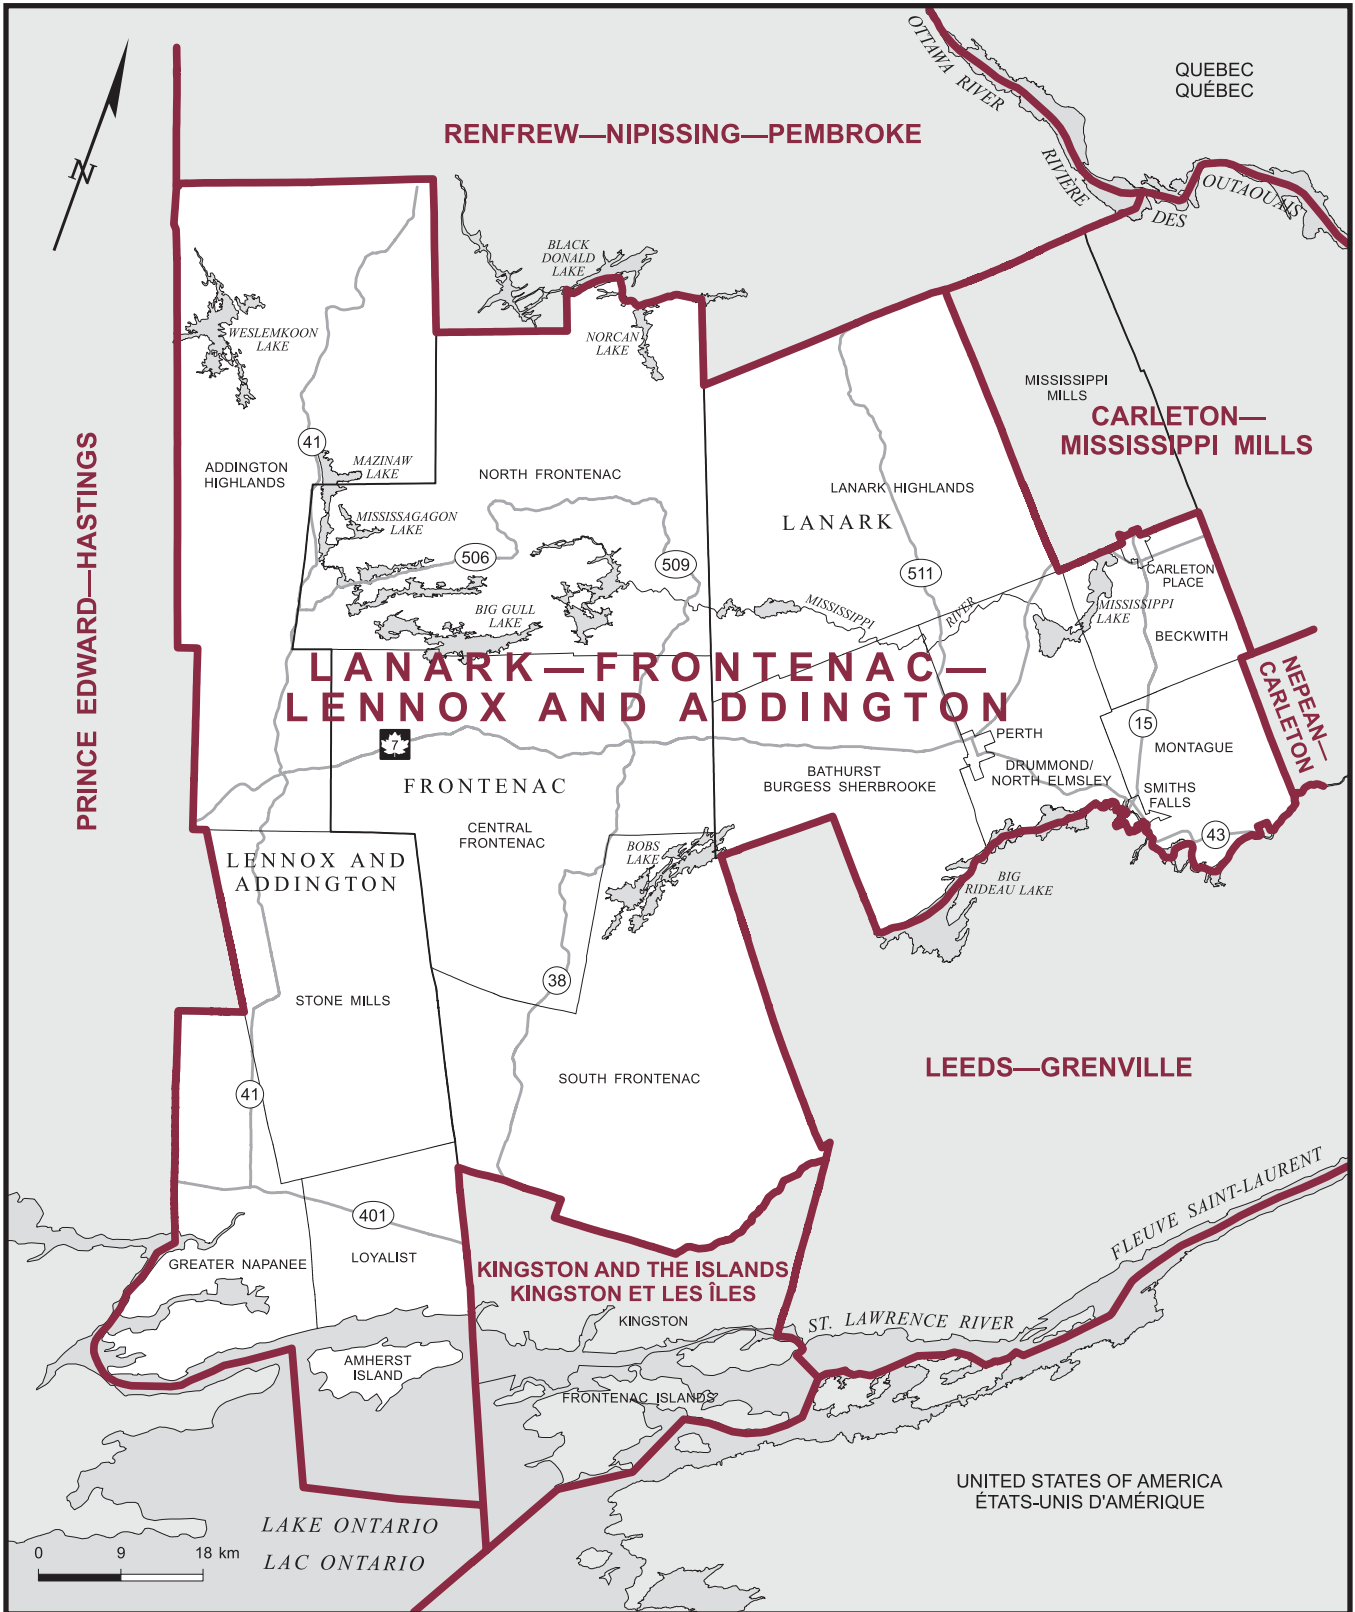 OTTAWA RIVER
QUEBEC
QUÉBEC
RENFREW—NIPISSING—PEMBROKE
N
RIVIÈRE
DES
OUTAOUAIS
BLACK
DONALD
LAKE
WESLEMKOON
LAKE
NORCAN
LAKE
MISSISSIPPI
MILLS
CARLETON—
MISSISSIPPI MILLS
PRINCE EDWARD—HASTINGS
41
ADDINGTON
HIGHLANDS
MAZINAW
LAKE
NORTH FRONTENAC
LANARK HIGHLANDS
MISSISSAGAGON
LAKE
LANARK
506
509
511
CARLETON
PLACE
BIG GULL
LAKE
MISSISSIPPI
RIVER
MISSISSIPPI
LAKE
BECKWITH
LANARK—FRONTENAC—
LENNOX AND ADDINGTON
NEPEAN—
CARLETON
7
15
PERTH
MONTAGUE
FRONTENAC
BATHURST
BURGESS SHERBROOKE
DRUMMOND/
NORTH ELMSLEY
SMITHS
FALLS
CENTRAL
FRONTENAC
43
LENNOX AND
ADDINGTON
BOBS
LAKE
BIG
RIDEAU LAKE
38
STONE MILLS
SOUTH FRONTENAC
LEEDS—GRENVILLE
41
401
FLEUVE SAINT-LAURENT
GREATER NAPANEE
LOYALIST
KINGSTON AND THE ISLANDS
KINGSTON ET LES ÎLES
KINGSTON
ST. LAWRENCE RIVER
AMHERST
ISLAND
FRONTENAC ISLANDS
UNITED STATES OF AMERICA
ÉTATS-UNIS D'AMÉRIQUE
LAKE ONTARIO
LAC ONTARIO
0 9 18 km